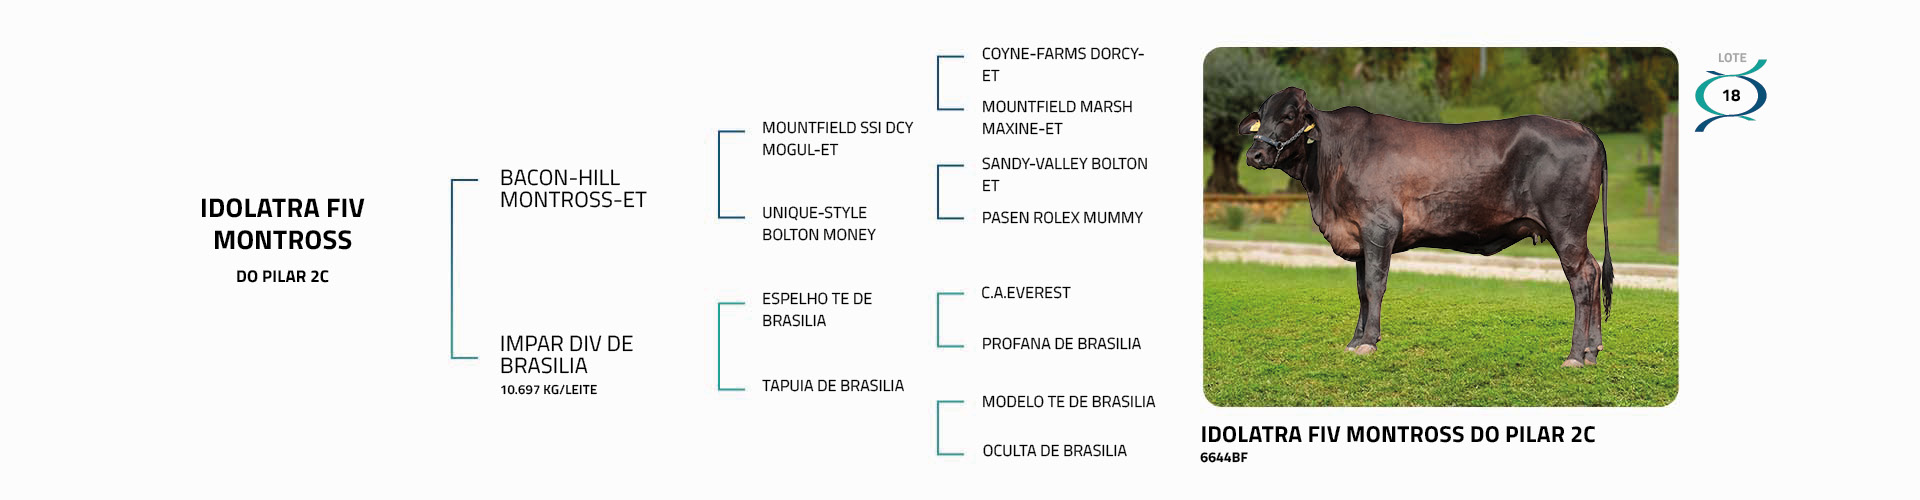 IDOLATRA FIV
MONTROSS
DO PILAR 2C
BACON-HILL
MONTROSS-ET
IMPAR DIV DE
BRASILIA
10.697 KG/LEITE
MOUNTFIELD SSI DCY
MOGUL-ET
UNIQUE-STYLE
BOLTON MONEY
ESPELHO TE DE
BRASILIA
TAPUIA DE BRASILIA
COYNE-FARMS DORCY-
ET
MOUNTFIELD MARSH
MAXINE-ET
SANDY-VALLEY BOLTON
ET
PASEN ROLEX MUMMY
C.A.EVEREST
PROFANA DE BRASILIA
MODELO TE DE BRASILIA
OCULTA DE BRASILIA
IDOLATRA FIV MONTROSS DO PILAR 2C
6644BF
LOTE
18